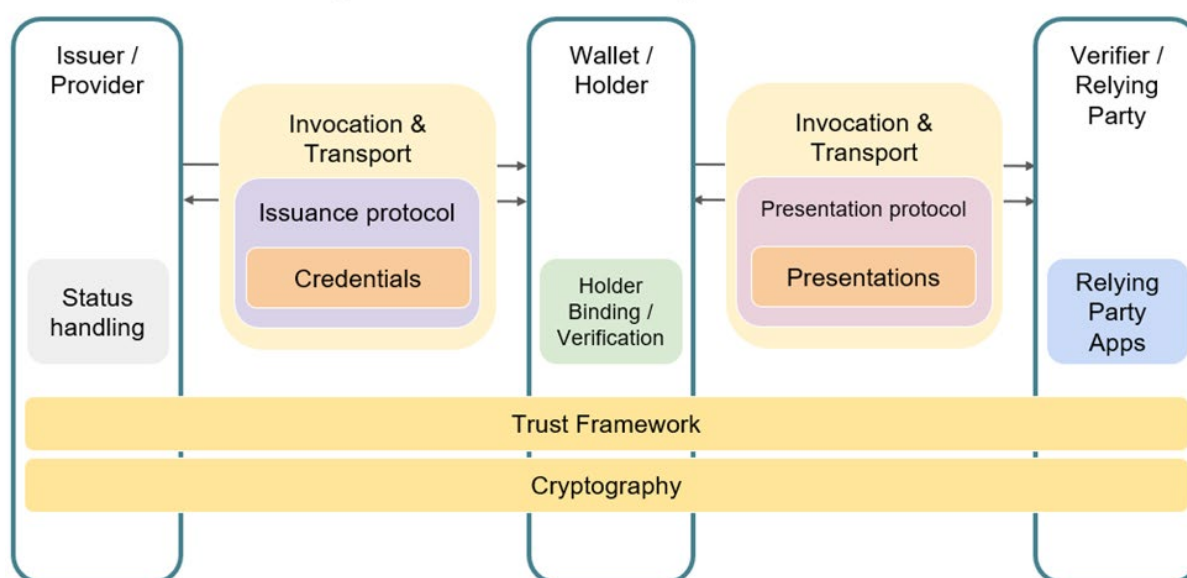 Issuer /
Provider
Invocation &
Transport
Issuance protocol
Credentials
Status
handling
Wallet /
Holder
Holder
Binding /
Verification
Invocation &
Transport
Presentation protocol
Presentations
Verifier /
Relying
Party
Relying
Party
Apps
Trust Framework
Cryptography